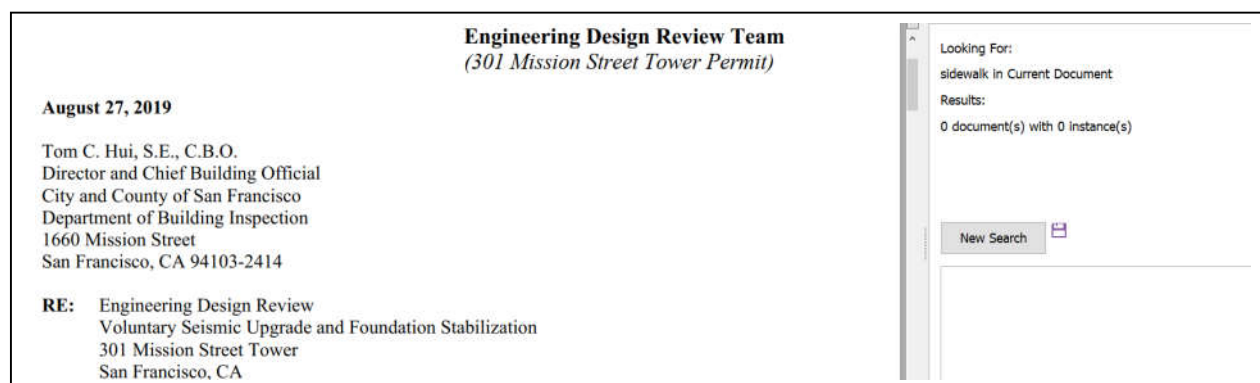 Engineering Design Review Team
(301 Mission Street Tower Permit)
August 27, 2019
Tom C. Hui, S.E., C.B.O.
Director and Chief Building Official
City and County of San Francisco
Department of Building Inspection
1660 Mission Street
San Francisco, CA 94103-2414
RE: Engineering Design Review
Voluntary Seismic Upgrade and Foundation Stabilization
301 Mission Street Tower
San Francisco, CA
Looking For:
sidewalk in Current Document
Results:
0 document(s) with 0 instance(s)
New Search